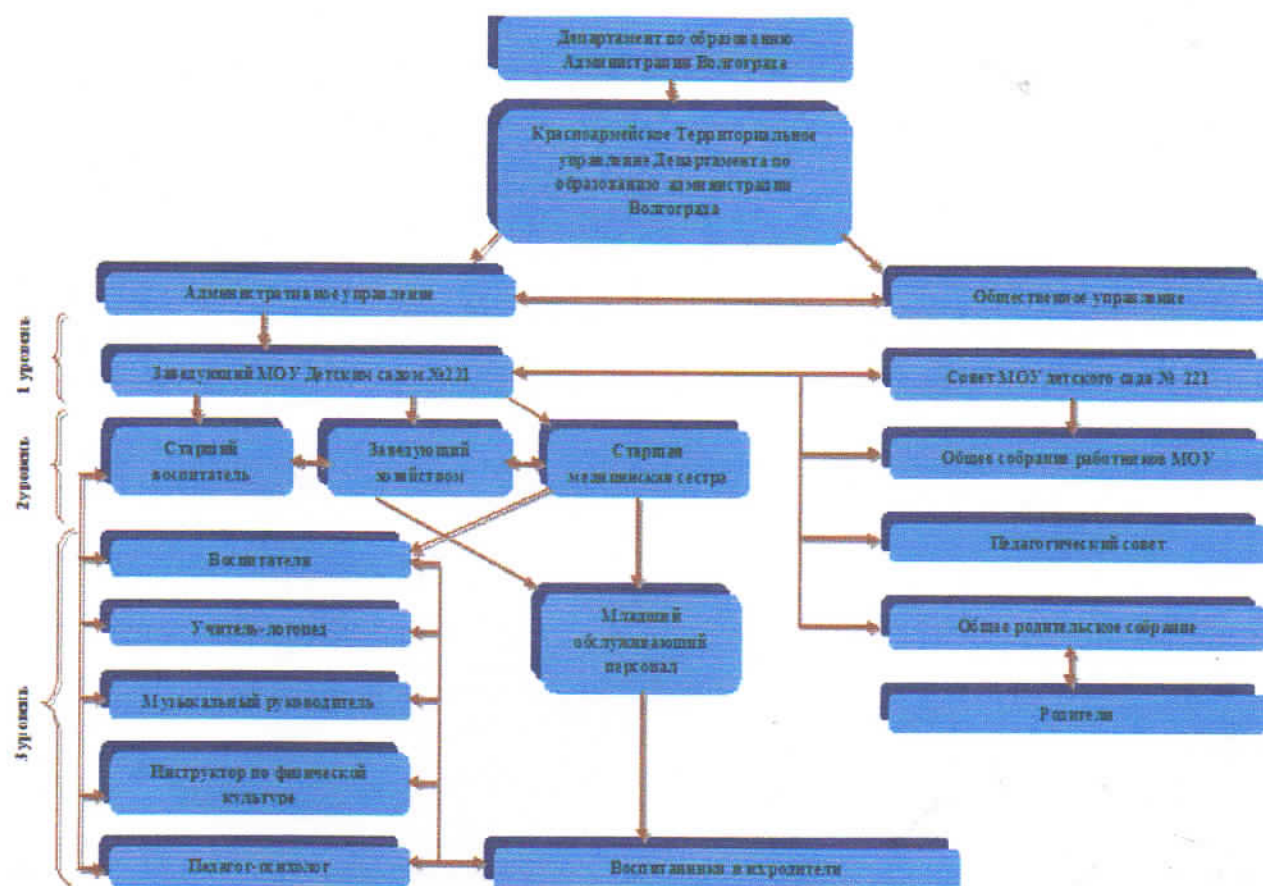 Департамент по образованию
Администрации Волгограда
Красноармейское Территориальное
управление Департамента по
образованию администрации
Волгограда
Административное управление
Общественное управление
1 уровень
Заведующий МОУ Детским садом №221
Совет МОУ детского сада № 221
2уровень
Старший
воспитатель
Заведующий
хозяйством
Старшая
медицинская сестра
Общее собрание работников МОУ
3 уровень
Воспитатели
Педагогический совет
Учитель-логопед
Младший
обслуживающий
персонал
Общее родительское собрание
Музыкальный руководитель
Родители
Инструктор по физической
культуре
Педагог-психолог
Воспитанники и их родители